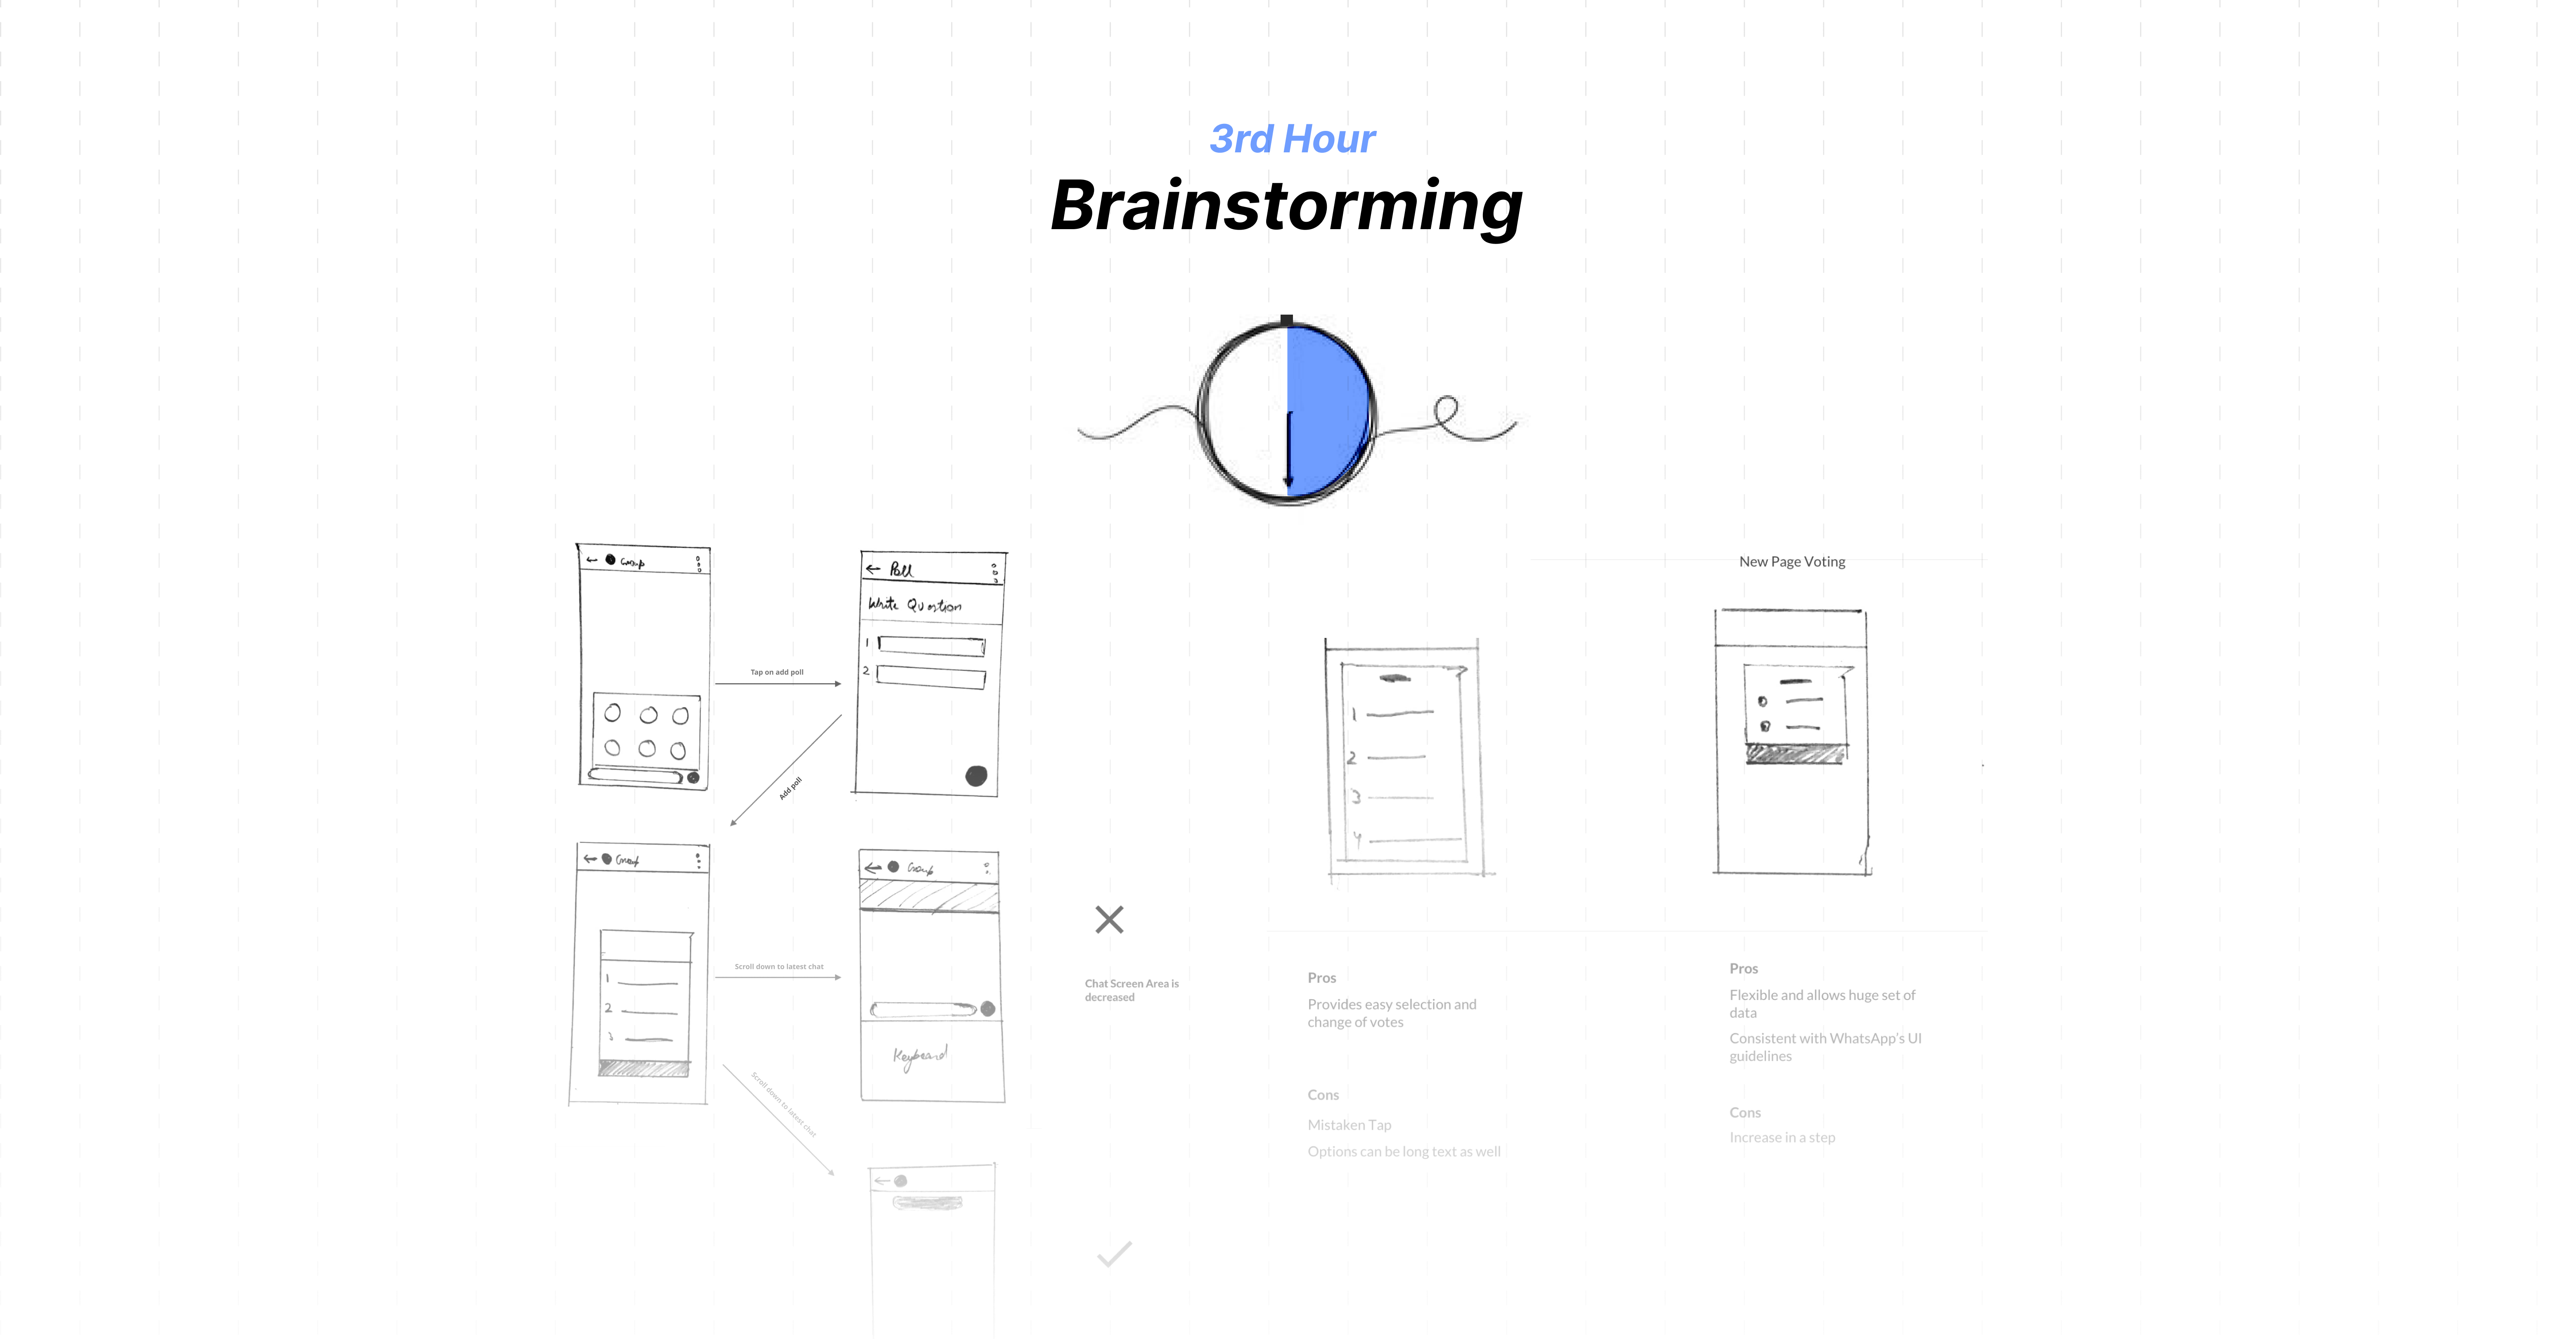 3rd Hour
Brainstorming
← Group
Tap on add poll
← Poll
Write Question
1
2
Add poll
← Group
1
2
3
Scroll down to latest chat
← Group
Keyboard
Scroll down to latest chat
Chat Screen Area is
decreased
1
2
3
4
Pros
Provides easy selection and
change of votes
Cons
Mistaken Tap
Options can be long text as well
New Page Voting
Pros
Flexible and allows huge set of
data
Consistent with WhatsApp's UI
guidelines
Cons
Increase in a step